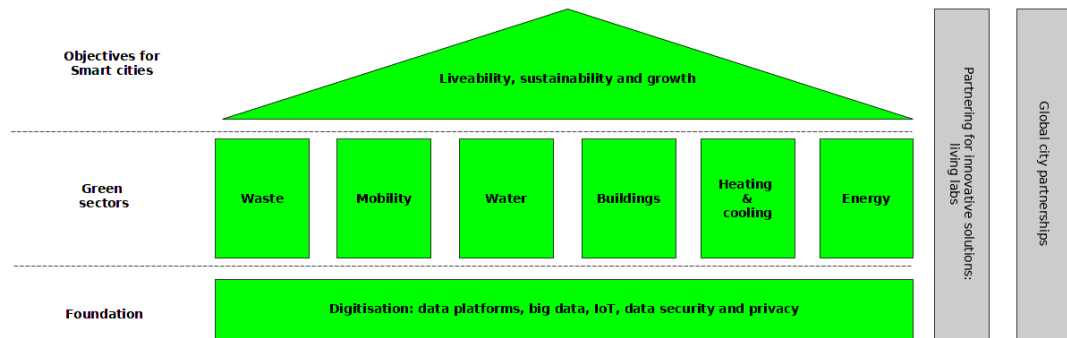 Objectives for
Smart cities
Liveability, sustainability and growth
Green
sectors
Waste
Mobility
Water
Buildings
Heating
&
cooling
Energy
Foundation
Digitisation: data platforms, big data, IoT, data security and privacy
Partnering for innovative solutions:
living labs
Global city partnerships